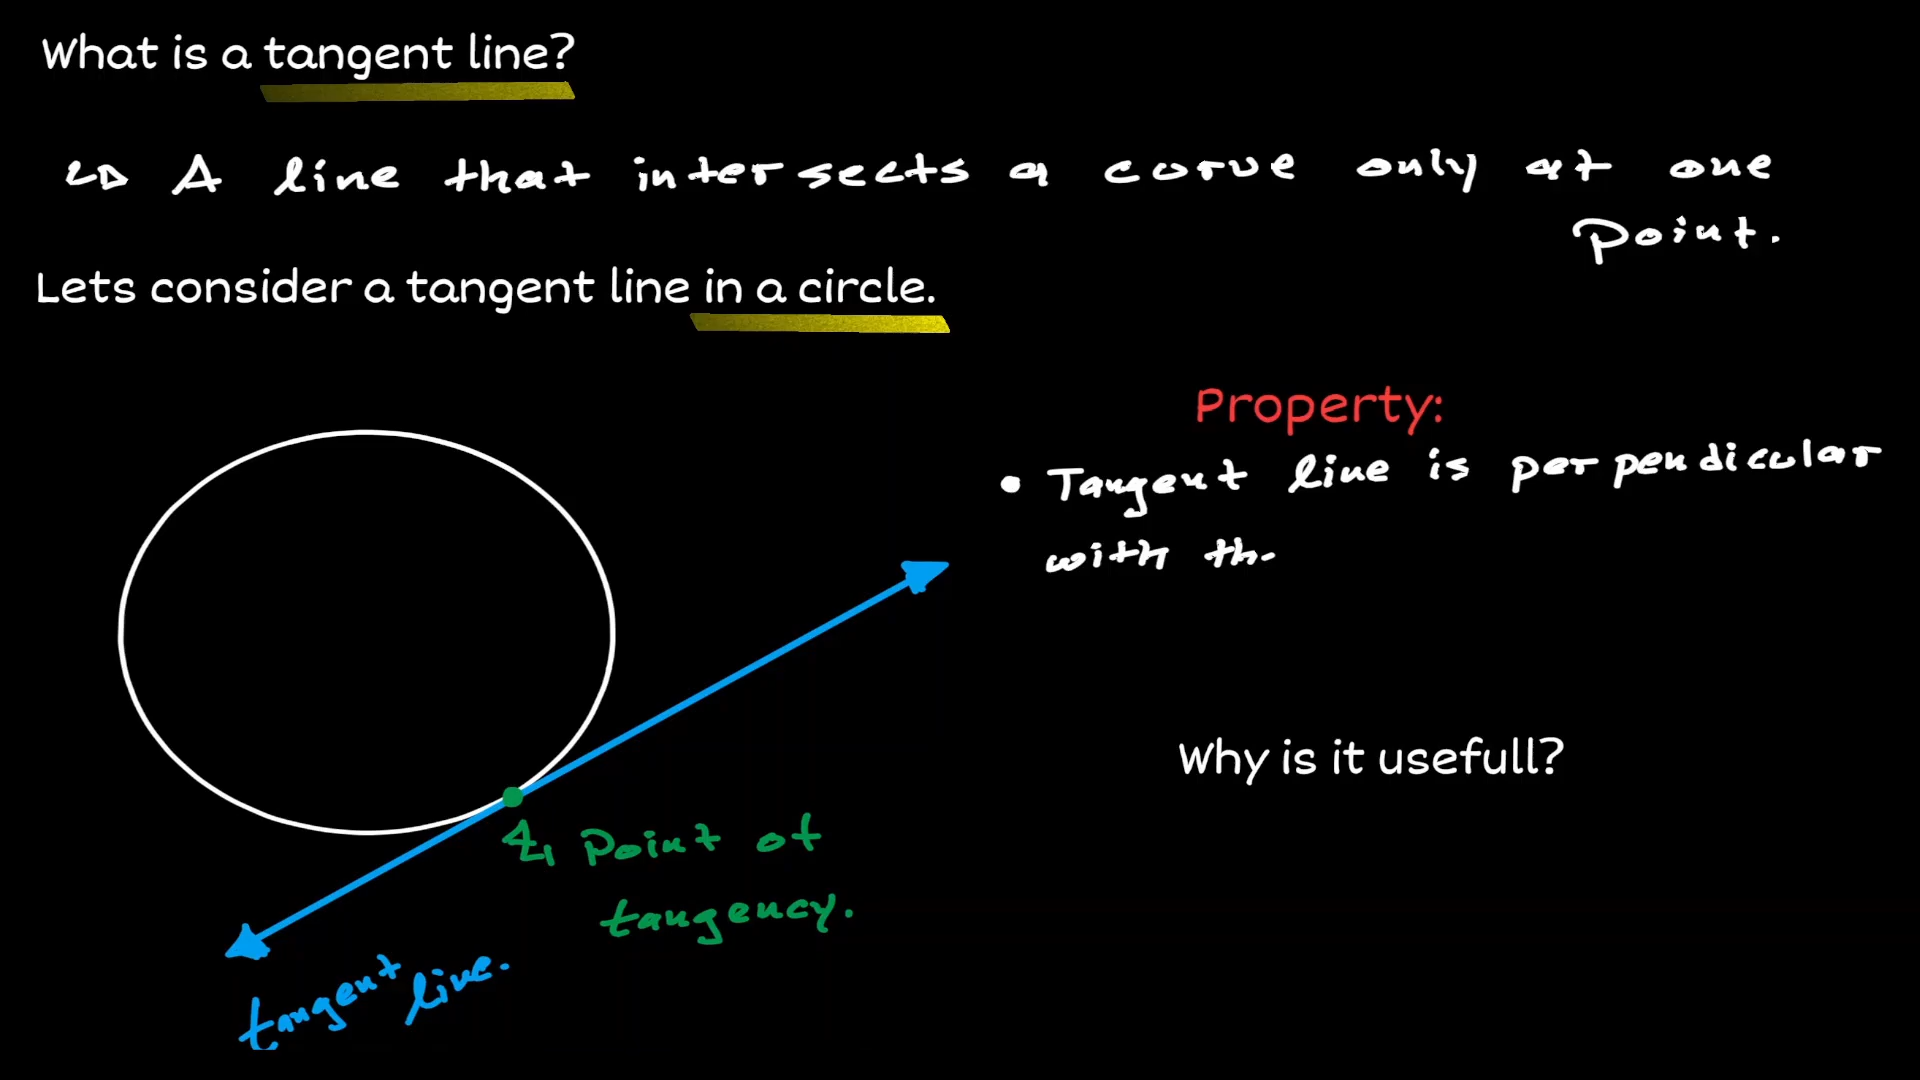 What is a tangent line?
A line that intersects a curve only at one
point.
Lets consider a tangent line in a circle.
Property:
• Tangent line is perpendicular
with th
Why is it usefull?
Point of
tangency.
tangent line.